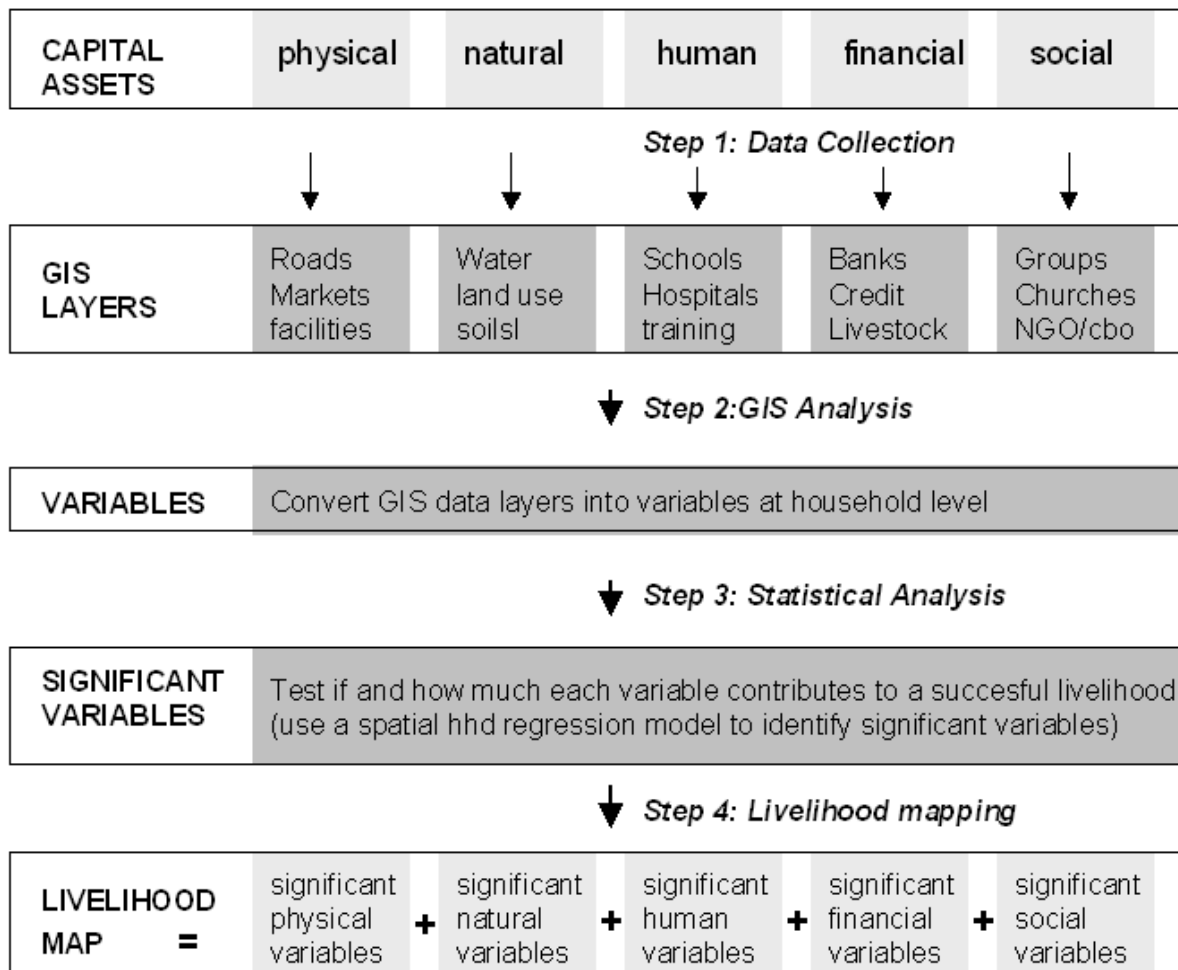 CAPITAL
ASSETS
physical
natural
human
financial
social
Step 1: Data Collection
GIS
LAYERS
Roads
Markets
facilities
Water
land use
soilsl
Schools
Hospitals
training
Banks
Credit
Livestock
Groups
Churches
NGO/cbo
Step 2:GIS Analysis
VARIABLES
Convert GIS data layers into variables at household level
Step 3: Statistical Analysis
SIGNIFICANT
VARIABLES
Test if and how much each variable contributes to a succesful livelihood
(use a spatial hhd regression model to identify significant variables)
Step 4: Livelihood mapping
LIVELIHOOD
MAP =
significant
physical
variables
+
significant
natural
variables
+
significant
human
variables
+
significant
financial
variables
+
significant
social
variables